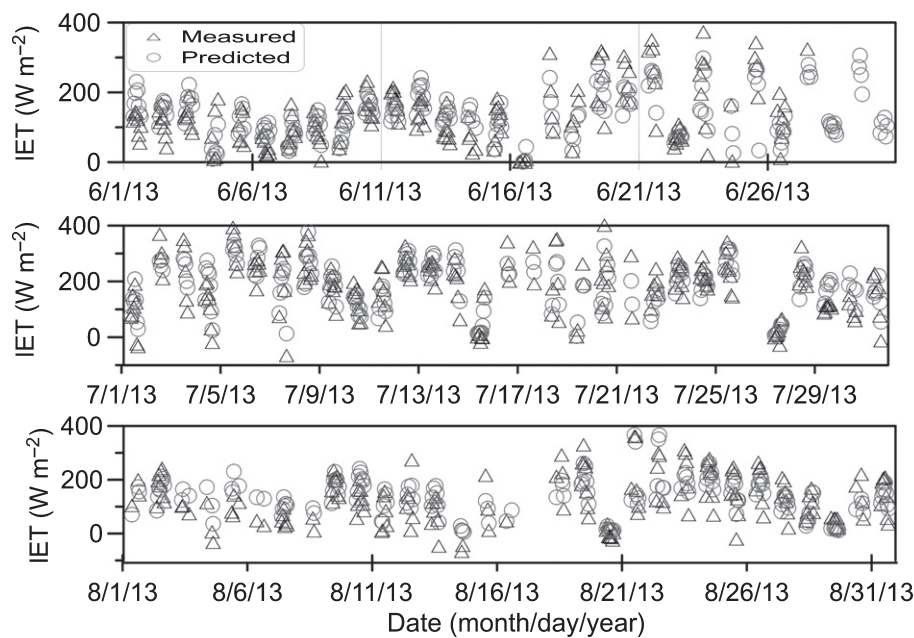 400
Measured
Predicted
200
0
IET (W m⁻²)
6/1/13 6/6/13 6/11/13 6/16/13 6/21/13 6/26/13
400
200
0
IET (W m⁻²)
7/1/13 7/5/13 7/9/13 7/13/13 7/17/13 7/21/13 7/25/13 7/29/13
400
200
0
IET (W m⁻²)
8/1/13 8/6/13 8/11/13 8/16/13 8/21/13 8/26/13 8/31/13
Date (month/day/year)